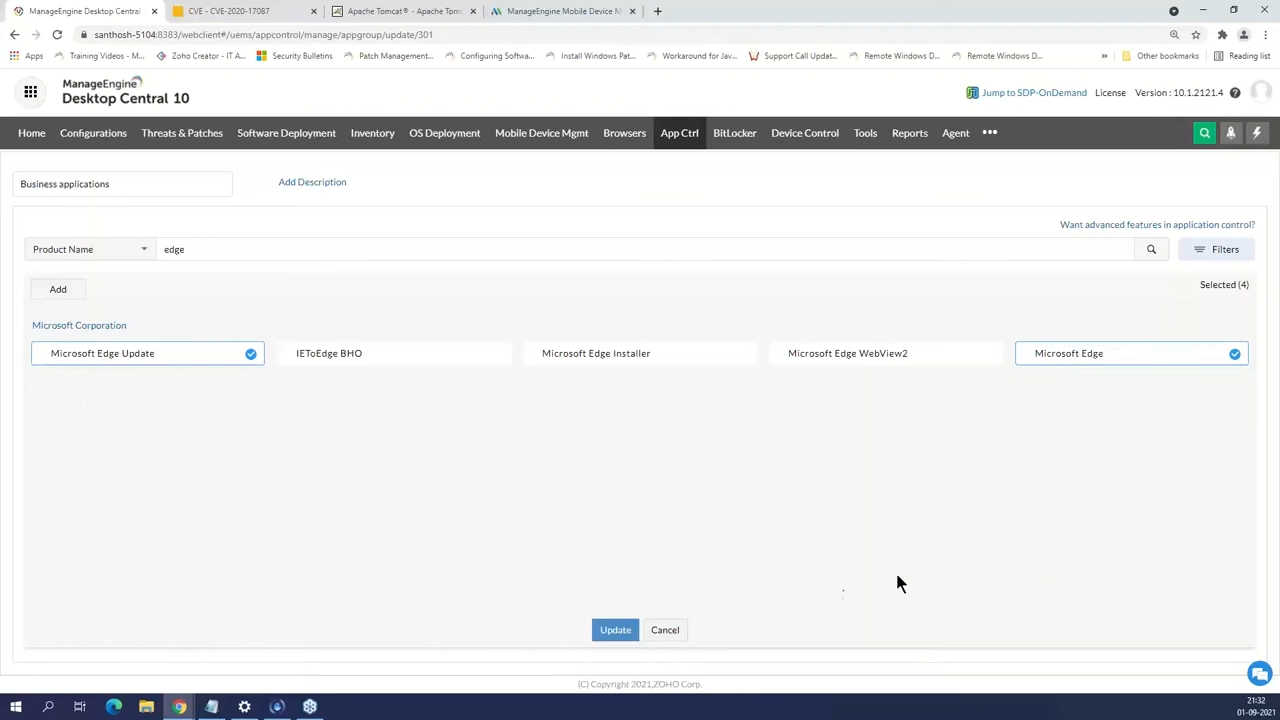 ManageEngine Desktop Central
CVE - CVE-2020-17087
Apache Tomcat® - Apache Tom
ManageEngine Mobile Device M
santhosh-5104:8383/webclient#/uems/appcontrol/manage/appgroup/update/301
Apps
Training Videos - M...
Zoho Creator - IT A...
Security Bulletins
Patch Management...
Configuring Softwa...
Install Windows Pat...
Workaround for Jav...
Support Call Updat...
Remote Windows D...
Remote Windows D...
Other bookmarks
Reading list
ManageEngine
Desktop Central 10
Jump to SDP-OnDemand
License
Version : 10.1.2121.4
Home
Configurations
Threats & Patches
Software Deployment
Inventory
OS Deployment
Mobile Device Mgmt
Browsers
App Ctrl
BitLocker
Device Control
Tools
Reports
Agent
Business applications
Add Description
Want advanced features in application control?
Product Name
edge
Filters
Add
Selected (4)
Microsoft Corporation
Microsoft Edge Update
IEToEdge BHO
Microsoft Edge Installer
Microsoft Edge WebView2
Microsoft Edge
Update
Cancel
(C) Copyright 2021,ZOHO Corp.
21:32
01-09-2021